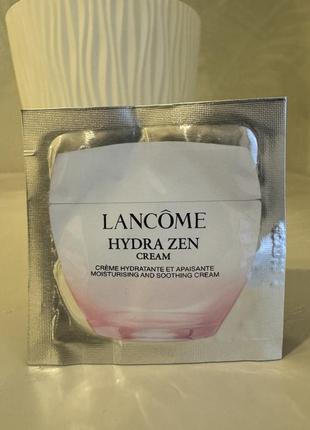 LANCÔME
HYDRA ZEN
CREAM
CRÈME HYDRATANTE ET APAISANTE
MOISTURISING AND SOOTHING CREAM